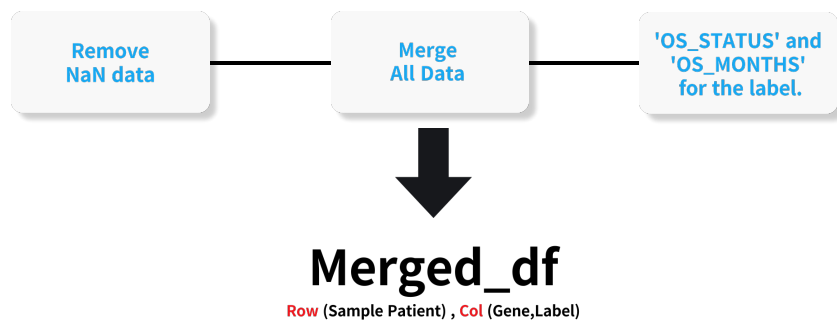 Remove
NaN data
Merge
All Data
'OS_STATUS' and
'OS_MONTHS'
for the label.
Merged_df
Row (Sample Patient) , Col (Gene,Label)